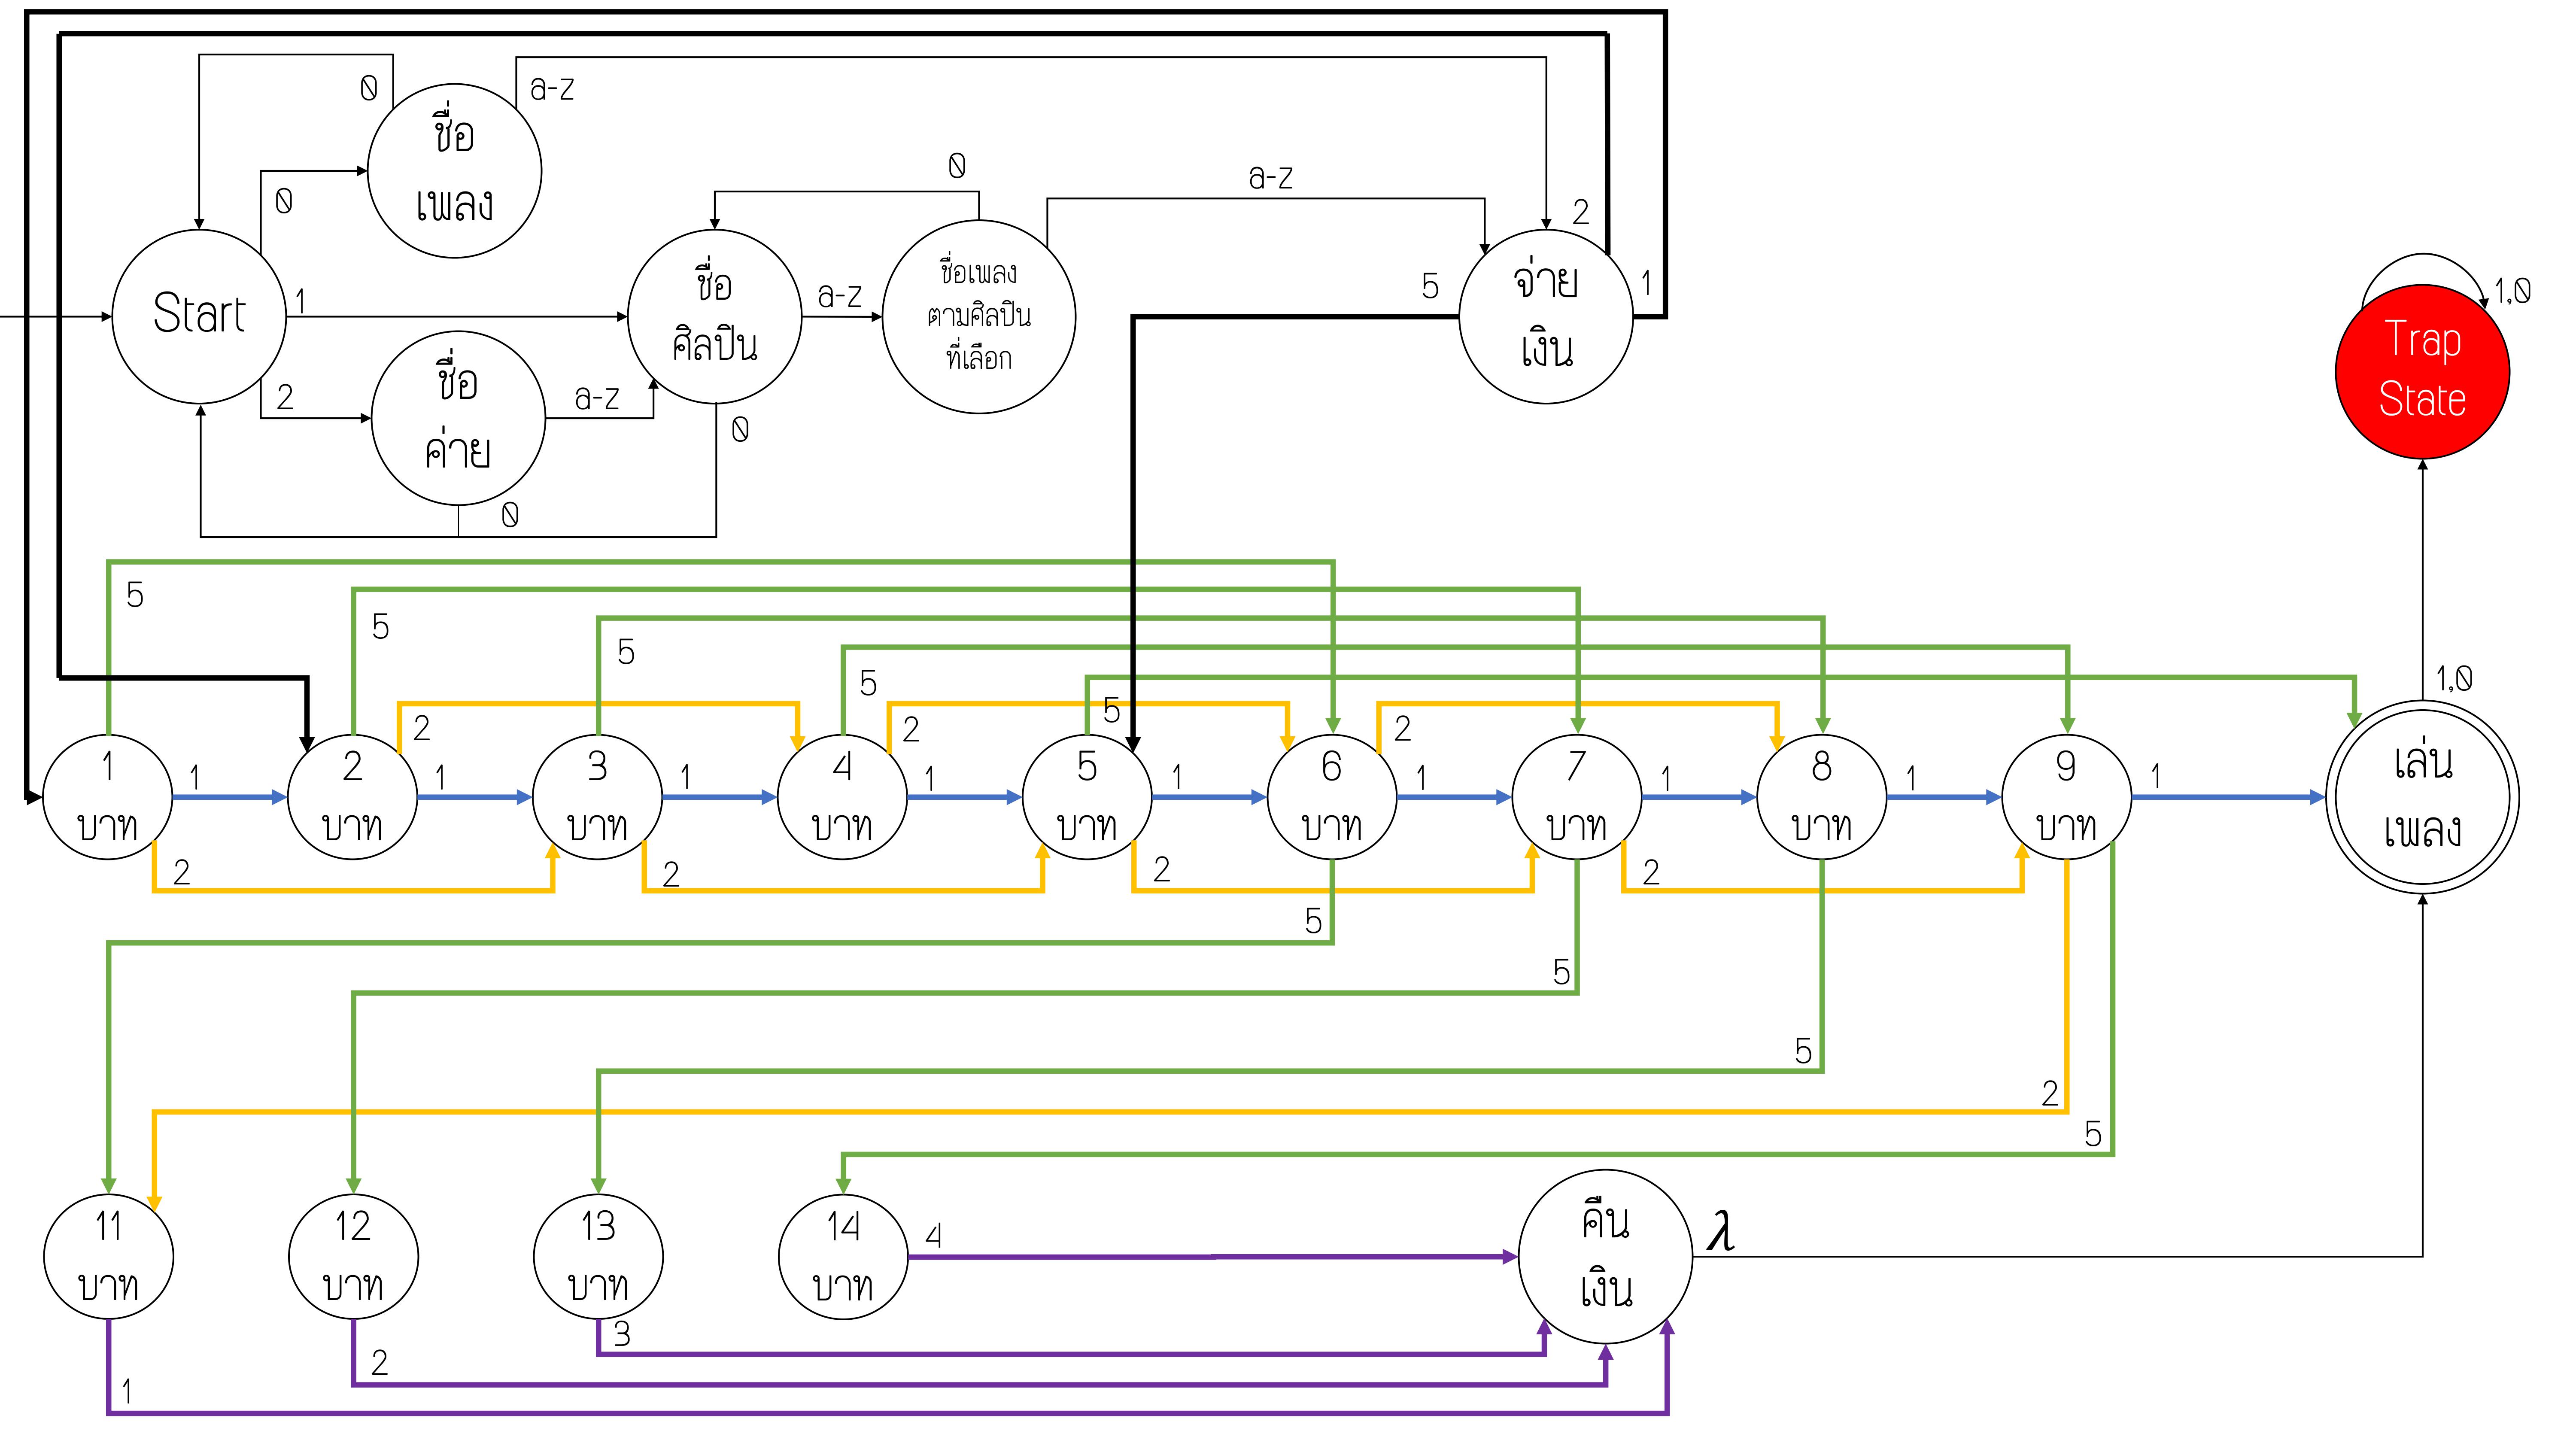 0
a-z
ชื่อ
เพลง
0
0
a-z
2
Start
1
ชื่อ
ศิลปิน
a-z
ชื่อเพลง
ตามศิลปิน
ที่เลือก
5
จ่าย
เงิน
1
1,0
Trap
State
2
ชื่อ
ค่าย
a-z
0
0
5
5
5
5
5
1,0
2
2
2
1
บาท
1
2
บาท
1
3
บาท
1
4
บาท
1
5
บาท
1
6
บาท
1
7
บาท
1
8
บาท
1
9
บาท
1
เล่น
เพลง
2
2
2
2
5
5
5
2
5
11
บาท
12
บาท
13
บาท
14
บาท
4
คืน
เงิน
λ
3
2
1